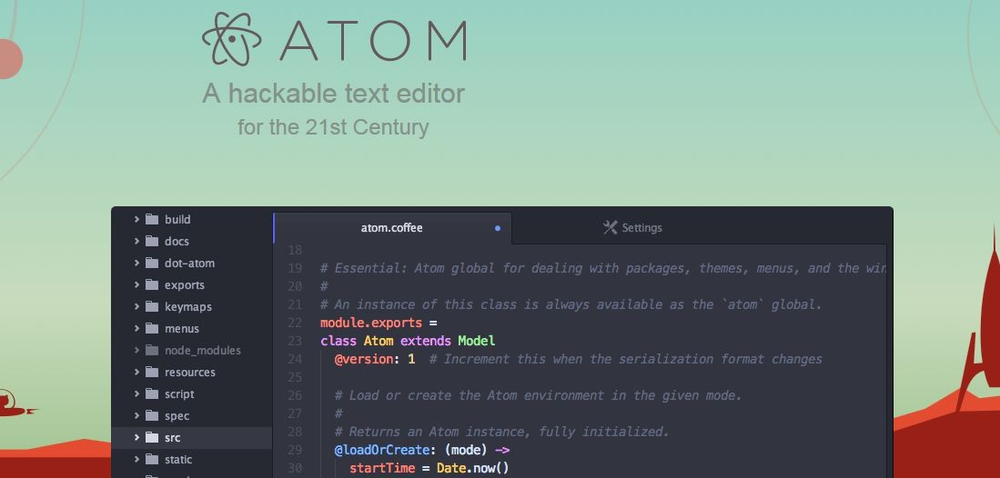 ATOM
A hackable text editor
for the 21st Century
build
docs
dot-atom
exports
keymaps
menus
node_modules
resources
script
spec
src
static
atom.coffee
Settings
18
19 # Essential: Atom global for dealing with packages, themes, menus, and the win
20 #
21 # An instance of this class is always available as the `atom` global.
22 module.exports =
23 class Atom extends Model
24 @version: 1 # Increment this when the serialization format changes
25
26 # Load or create the Atom environment in the given mode.
27 #
28 # Returns an Atom instance, fully initialized.
29 @loadOrCreate: (mode) ->
30 startTime = Date.now()